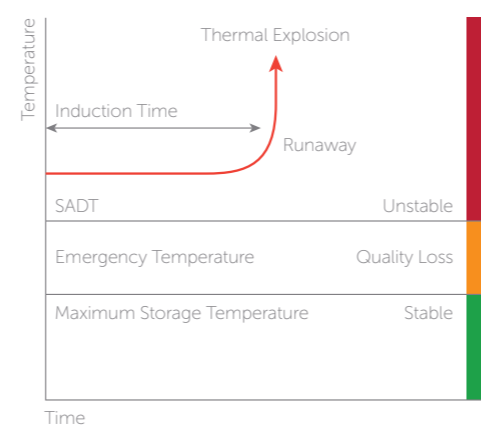 Temperature
Thermal Explosion
Induction Time
Runaway
SADT Unstable
Emergency Temperature Quality Loss
Maximum Storage Temperature Stable
Time